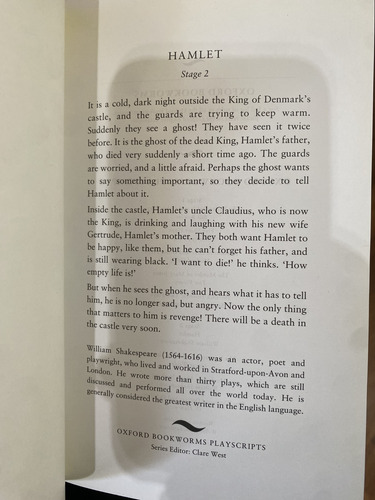 HAMLET
Stage 2
It is a cold, dark night outside the King of Denmark's
castle, and the guards are trying to keep warm.
Suddenly they see a ghost! They have seen it twice
before. It is the ghost of the dead King, Hamlet's father,
who died very suddenly a short time ago. The guards
are worried, and a little afraid. Perhaps the ghost wants
to say something important, so they decide to tell
Hamlet about it.
Inside the castle, Hamlet's uncle Claudius, who is now
the King, is drinking and laughing with his new wife
Gertrude, Hamlet's mother. They both want Hamlet to
be happy, like them, but he can't forget his father, and
is still wearing black. 'I want to die!' he thinks. 'How
empty life is!'
But when he sees the ghost, and hears what it has to tell
him, he is no longer sad, but angry. Now the only thing
that matters to him is revenge! There will be a death in
the castle very soon.
William Shakespeare (1564-1616) was an actor, poet and
playwright, who lived and worked in Stratford-upon-Avon and
London. He wrote more than thirty plays, which are still
discussed and performed all over the world today. He is
generally considered the greatest writer in the English language.
OXFORD BOOKWORMS PLAYSCRIPTS
Series Editor: Clare West